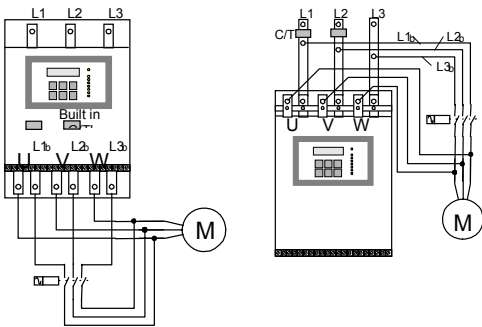 L1 L2 L3
Built in
U L1b V L2b W L3b
M
L1 L2 L3
C/T
L1b L2b
L3b
U V W
M